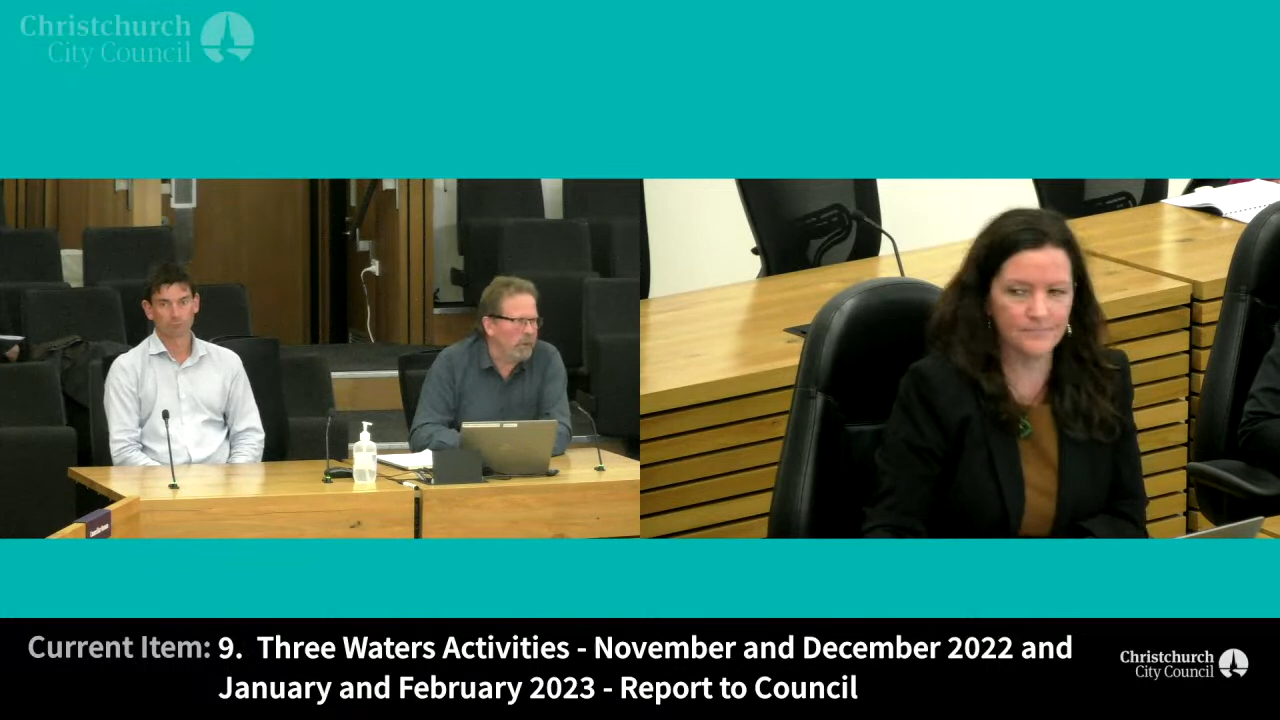 Christchurch
City Council
Current Item: 9. Three Waters Activities - November and December 2022 and
January and February 2023 - Report to Council
Christchurch
City Council